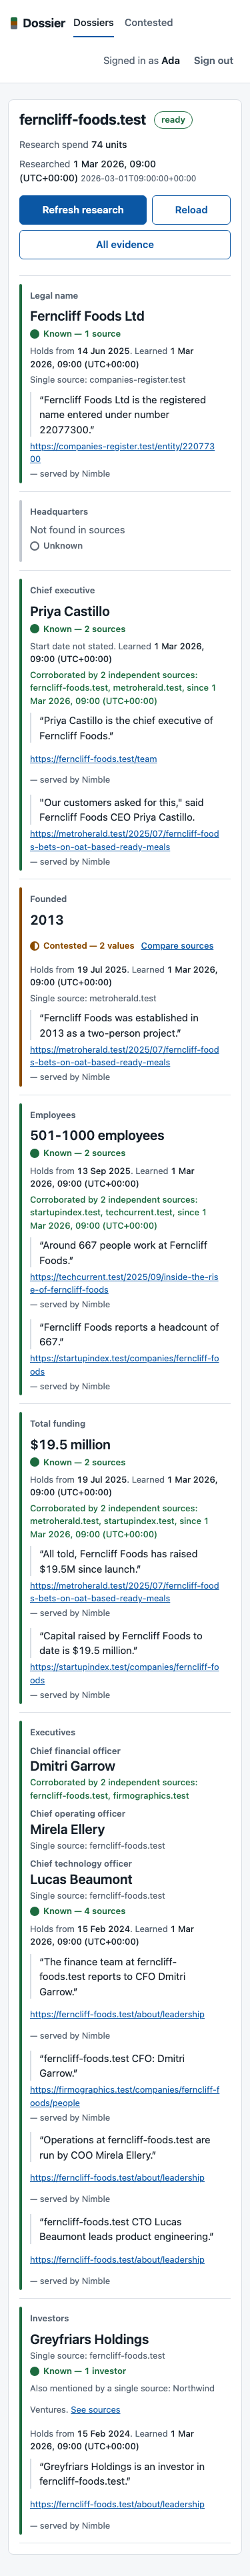 Dossier Dossiers Contested
Signed in as Ada Sign out
ferncliff-foods.test ready
Research spend 74 units
Researched 1 Mar 2026, 09:00
(UTC+00:00) 2026-03-01T09:00:00+00:00
Refresh research Reload
All evidence
Legal name
Ferncliff Foods Ltd
Known — 1 source
Holds from 14 Jun 2025. Learned 1 Mar
2026, 09:00 (UTC+00:00)
Single source: companies-register.test
“Ferncliff Foods Ltd is the registered
name entered under number
22077300.”
https://companies-register.test/entity/220773
00
— served by Nimble
Headquarters
Not found in sources
Unknown
Chief executive
Priya Castillo
Known — 2 sources
Start date not stated. Learned 1 Mar 2026,
09:00 (UTC+00:00)
Corroborated by 2 independent sources:
ferncliff-foods.test, metroherald.test, since 1
Mar 2026, 09:00 (UTC+00:00)
“Priya Castillo is the chief executive of
Ferncliff Foods.”
https://ferncliff-foods.test/team
— served by Nimble
“Our customers asked for this,” said
Ferncliff Foods CEO Priya Castillo.
https://metroherald.test/2025/07/ferncliff-food
s-bets-on-oat-based-ready-meals
— served by Nimble
Founded
2013
Contested — 2 values Compare sources
Holds from 19 Jul 2025. Learned 1 Mar 2026,
09:00 (UTC+00:00)
Single source: metroherald.test
“Ferncliff Foods was established in
2013 as a two-person project.”
https://metroherald.test/2025/07/ferncliff-food
s-bets-on-oat-based-ready-meals
— served by Nimble
Employees
501-1000 employees
Known — 2 sources
Holds from 13 Sep 2025. Learned 1 Mar
2026, 09:00 (UTC+00:00)
Corroborated by 2 independent sources:
startupindex.test, techcurrent.test, since 1
Mar 2026, 09:00 (UTC+00:00)
“Around 667 people work at Ferncliff
Foods.”
https://techcurrent.test/2025/09/inside-the-ris
e-of-ferncliff-foods
— served by Nimble
“Ferncliff Foods reports a headcount of
667.”
https://startupindex.test/companies/ferncliff-fo
ods
— served by Nimble
Total funding
$19.5 million
Known — 2 sources
Holds from 19 Jul 2025. Learned 1 Mar 2026,
09:00 (UTC+00:00)
Corroborated by 2 independent sources:
metroherald.test, startupindex.test, since 1
Mar 2026, 09:00 (UTC+00:00)
“All told, Ferncliff Foods has raised
$19.5M since launch.”
https://metroherald.test/2025/07/ferncliff-food
s-bets-on-oat-based-ready-meals
— served by Nimble
“Capital raised by Ferncliff Foods to
date is $19.5 million.”
https://startupindex.test/companies/ferncliff-fo
ods
— served by Nimble
Executives
Chief financial officer
Dmitri Garrow
Corroborated by 2 independent sources:
ferncliff-foods.test, firmographics.test
Chief operating officer
Mirela Ellery
Single source: ferncliff-foods.test
Chief technology officer
Lucas Beaumont
Single source: ferncliff-foods.test
Known — 4 sources
Holds from 15 Feb 2024. Learned 1 Mar
2026, 09:00 (UTC+00:00)
“The finance team at ferncliff-
foods.test reports to CFO Dmitri
Garrow.”
https://ferncliff-foods.test/about/leadership
— served by Nimble
“ferncliff-foods.test CFO: Dmitri
Garrow.”
https://firmographics.test/companies/ferncliff-f
oods/people
— served by Nimble
“Operations at ferncliff-foods.test are
run by COO Mirela Ellery.”
https://ferncliff-foods.test/about/leadership
— served by Nimble
“ferncliff-foods.test CTO Lucas
Beaumont leads product engineering.”
https://ferncliff-foods.test/about/leadership
— served by Nimble
Investors
Greyfriars Holdings
Single source: ferncliff-foods.test
Known — 1 investor
Also mentioned by a single source: Northwind
Ventures. See sources
Holds from 15 Feb 2024. Learned 1 Mar
2026, 09:00 (UTC+00:00)
“Greyfriars Holdings is an investor in
ferncliff-foods.test.”
https://ferncliff-foods.test/about/leadership
— served by Nimble